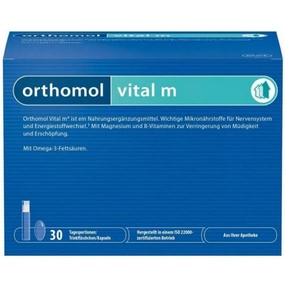 orthomol vital m
Orthomol Vital m® ist ein Nahrungsergänzungsmittel. Wichtige Mikronährstoffe für Nervensystem
und Energiestoffwechsel.¹ Mit Magnesium und B-Vitaminen zur Verringerung von Müdigkeit
und Erschöpfung.
Mit Omega-3-Fettsäuren.
30 Tagesportionen:
Trinkfläschchen/Kapseln
Hergestellt in einem ISO 22000-
zertifizierten Betrieb
Aus Ihrer Apotheke